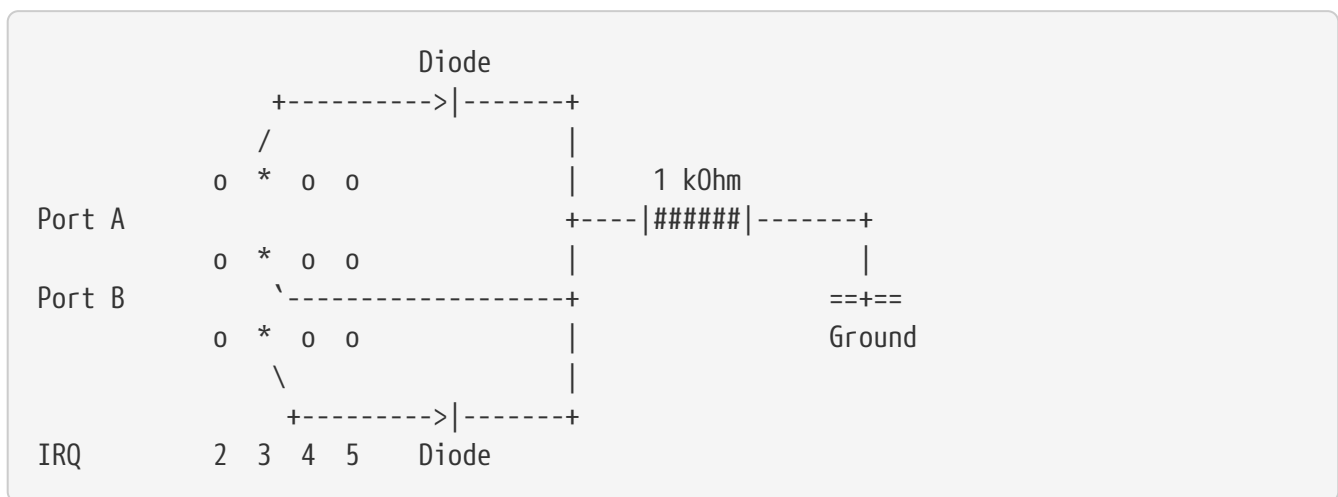 Diode
                +---------->|-------+
               /                    |
            o  *  o  o              |     1 kOhm
Port A                              +----|######|-------+
            o  *  o  o              |                   |
Port B          `-------------------+                 ==+==
            o  *  o  o              |                 Ground
                \                   |
                 +--------->|-------+
IRQ         2  3  4  5    Diode